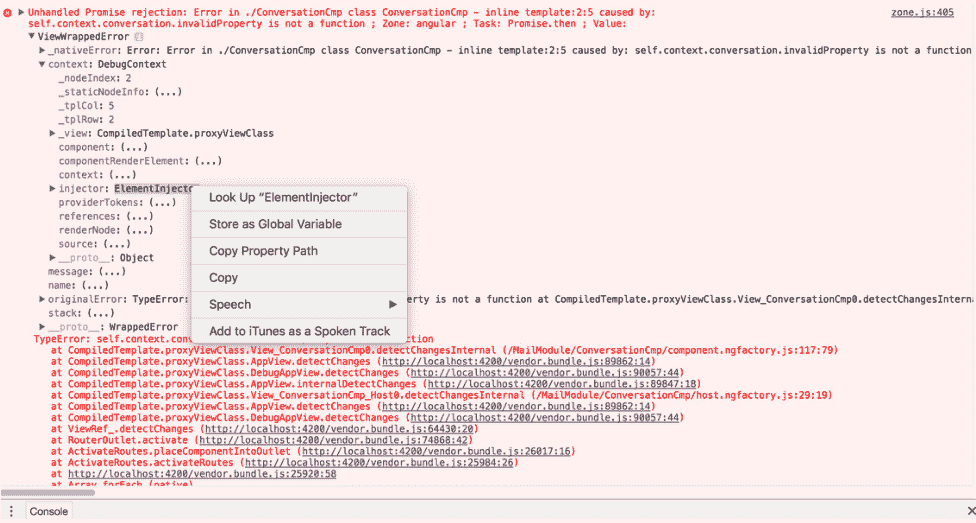 Unhandled Promise rejection: Error in ./ConversationCmp class ConversationCmp - inline template:2:5 caused by: zone.js:405
self.context.conversation.invalidProperty is not a function ; Zone: angular ; Task: Promise.then ; Value:
ViewWrappedError
_nativeError: Error: Error in ./ConversationCmp class ConversationCmp - inline template:2:5 caused by: self.context.conversation.invalidProperty is not a function
context: DebugContext
_nodeIndex: 2
_staticNodeInfo: (...)
_tplCol: 5
_tplRow: 2
_view: CompiledTemplate.proxyViewClass
component: (...)
componentRenderElement: (...)
context: (...)
injector: ElementInjecto
providerTokens: (...)
references: (...)
renderNode: (...)
source: (...)
__proto__: Object
message: (...)
name: (...)
originalError: TypeError: perty is not a function at CompiledTemplate.proxyViewClass.View_ConversationCmp0.detectChangesIntern
stack: (...)
__proto__: WrappedError
TypeError: self.context.conv ction
at CompiledTemplate.proxyViewClass.View_ConversationCmp0.detectChangesInternal (/MailModule/ConversationCmp/component.ngfactory.js:117:79)
at CompiledTemplate.proxyViewClass.AppView.detectChanges (http://localhost:4200/vendor.bundle.js:89862:14)
at CompiledTemplate.proxyViewClass.DebugAppView.detectChanges (http://localhost:4200/vendor.bundle.js:90057:44)
at CompiledTemplate.proxyViewClass.AppView.internalDetectChanges (http://localhost:4200/vendor.bundle.js:89847:18)
at CompiledTemplate.proxyViewClass.View_ConversationCmp_Host0.detectChangesInternal (/MailModule/ConversationCmp/host.ngfactory.js:29:19)
at CompiledTemplate.proxyViewClass.AppView.detectChanges (http://localhost:4200/vendor.bundle.js:89862:14)
at CompiledTemplate.proxyViewClass.DebugAppView.detectChanges (http://localhost:4200/vendor.bundle.js:90057:44)
at ViewRef_.detectChanges (http://localhost:4200/vendor.bundle.js:64430:20)
at RouterOutlet.activate (http://localhost:4200/vendor.bundle.js:74868:42)
at ActivateRoutes.placeComponentIntoOutlet (http://localhost:4200/vendor.bundle.js:26017:16)
at ActivateRoutes.activateRoutes (http://localhost:4200/vendor.bundle.js:25984:26)
at http://localhost:4200/vendor.bundle.js:25920:58
at Array.forEach (native)
Look Up “ElementInjector”
Store as Global Variable
Copy Property Path
Copy
Speech
Add to iTunes as a Spoken Track
Console